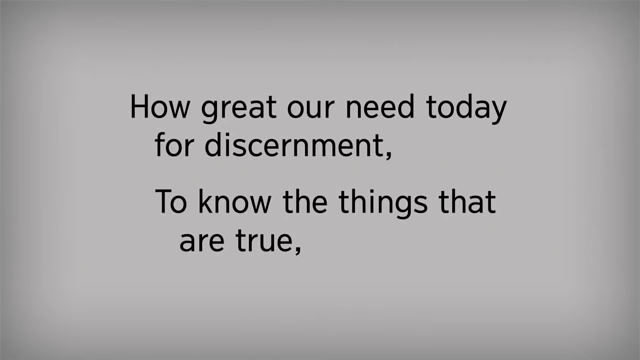 How great our need today
for discernment,
To know the things that
are true,